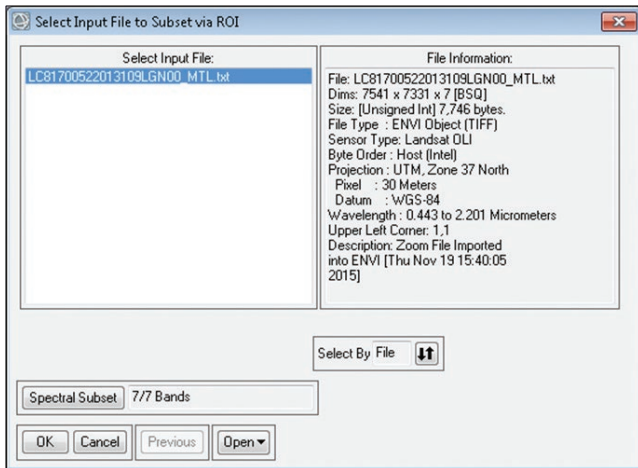 Select Input File to Subset via ROI
Select Input File:
LC81700522013109LGN00_MTL.txt
File Information:
File: LC81700522013109LGN00_MTL.txt
Dims: 7541 x 7331 x 7 [BSQ]
Size: [Unsigned Int] 7,746 bytes.
File Type : ENVI Object (TIFF)
Sensor Type: Landsat OLI
Byte Order : Host (Intel)
Projection : UTM, Zone 37 North
Pixel : 30 Meters
Datum : WGS-84
Wavelength : 0.443 to 2.201 Micrometers
Upper Left Corner: 1,1
Description: Zoom File Imported
into ENVI [Thu Nov 19 15:40:05
2015]
Select By File
Spectral Subset 7/7 Bands
OK Cancel Previous Open